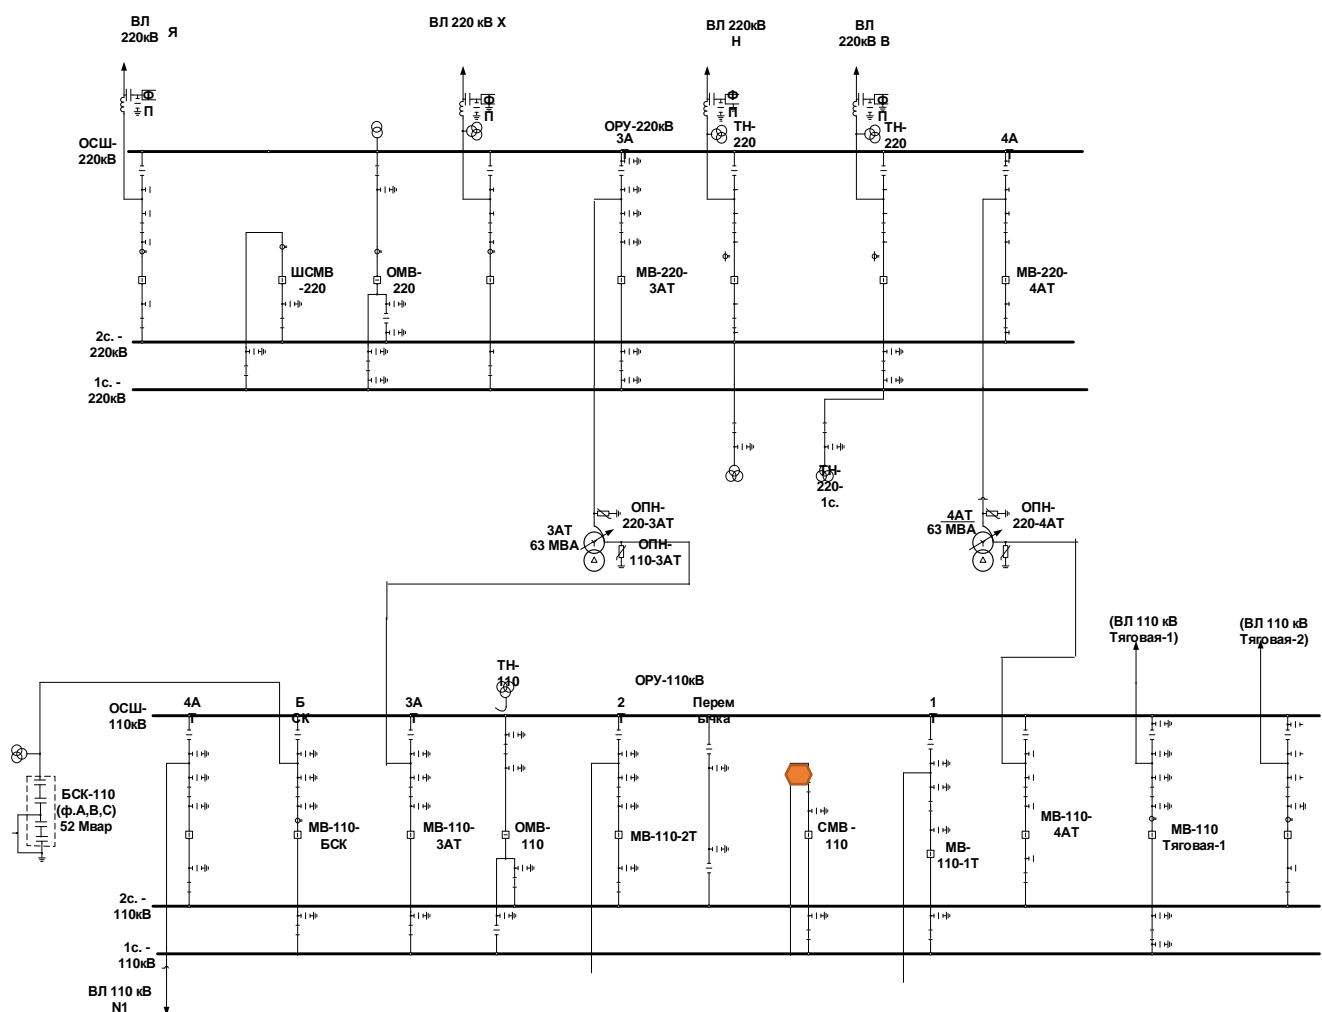 ВЛ
220кВ Я
ВЛ 220 кВ Х
ВЛ 220кВ
Н
ВЛ
220кВ В
Ф
П
Ф
П
Ф
П
Ф
П
ОРУ-220кВ
ОСШ-
220кВ
3А
Т
ТН-
220
ТН-
220
4А
Т
ШСМВ
-220
ОМВ-
220
МВ-220-
3АТ
МВ-220-
4АТ
2с. -
220кВ
1с. -
220кВ
ТН-
220-
1с.
3АТ
63 МВА
ОПН-
220-3АТ
ОПН-
110-3АТ
4АТ
63 МВА
ОПН-
220-4АТ
(ВЛ 110 кВ
Тяговая-1)
(ВЛ 110 кВ
Тяговая-2)
ТН-
110
ОРУ-110кВ
ОСШ-
110кВ
4А
Т
Б
СК
3А
Т
2
Т
Перем
ычка
1
Т
БСК-110
(ф.А,В,С)
52 Мвар
МВ-110-
БСК
МВ-110-
3АТ
ОМВ-
110
МВ-110-2Т
СМВ -
110
МВ
-110-1Т
МВ-110-
4АТ
МВ-110
Тяговая-1
2с. -
110кВ
1с. -
110кВ
ВЛ 110 кВ
N1